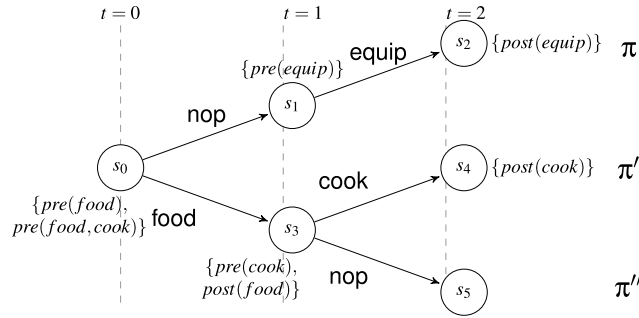 t = 0
t = 1
t = 2
s2
{post(equip)}
π
equip
{pre(equip)}
s1
nop
s0
cook
s4
{post(cook)}
π′
{pre(food),
pre(food,cook)}
food
s3
{pre(cook),
post(food)}
nop
s5
π′′